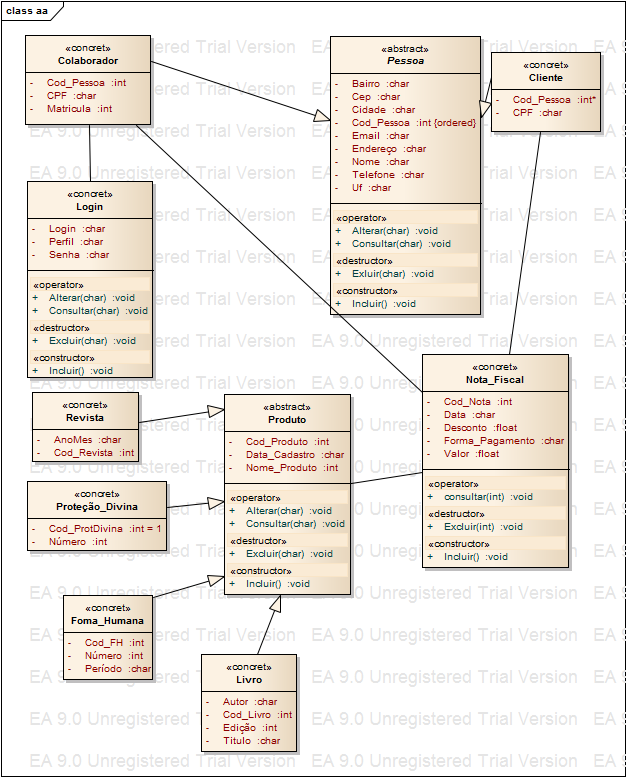 class aa
«concret»
Colaborador
- Cod_Pessoa :int
- CPF :char
- Matricula :int
«abstract»
Pessoa
- Bairro :char
- Cep :char
- Cidade :char
- Cod_Pessoa :int {ordered}
- Email :char
- Endereço :char
- Nome :char
- Telefone :char
- Uf :char
«operator»
+ Alterar(char) :void
+ Consultar(char) :void
«destructor»
+ Exluir(char) :void
«constructor»
+ Incluir() :void
«concret»
Cliente
- Cod_Pessoa :int*
- CPF :char
«concret»
Login
- Login :char
- Perfil :char
- Senha :char
«operator»
+ Alterar(char) :void
+ Consultar(char) :void
«destructor»
+ Excluir(char) :void
«constructor»
+ Incluir() :void
«concret»
Nota_Fiscal
- Cod_Nota :int
- Data :char
- Desconto :float
- Forma_Pagamento :char
- Valor :float
«operator»
+ consultar(int) :void
«destructor»
+ Excluir(int) :void
«constructor»
+ Incluir() :void
«concret»
Revista
- AnoMes :char
- Cod_Revista :int
«abstract»
Produto
- Cod_Produto :int
- Data_Cadastro :char
- Nome_Produto :int
«operator»
+ Alterar(char) :void
+ Consultar(char) :void
«destructor»
+ Excluir(char) :void
«constructor»
+ Incluir() :void
«concret»
Proteção_Divina
- Cod_ProtDivina :int = 1
- Número :int
«concret»
Foma_Humana
- Cod_FH :int
- Número :int
- Período :char
«concret»
Livro
- Autor :char
- Cod_Livro :int
- Edição :int
- Titulo :char
EA 9.0 Unregistered Trial Version